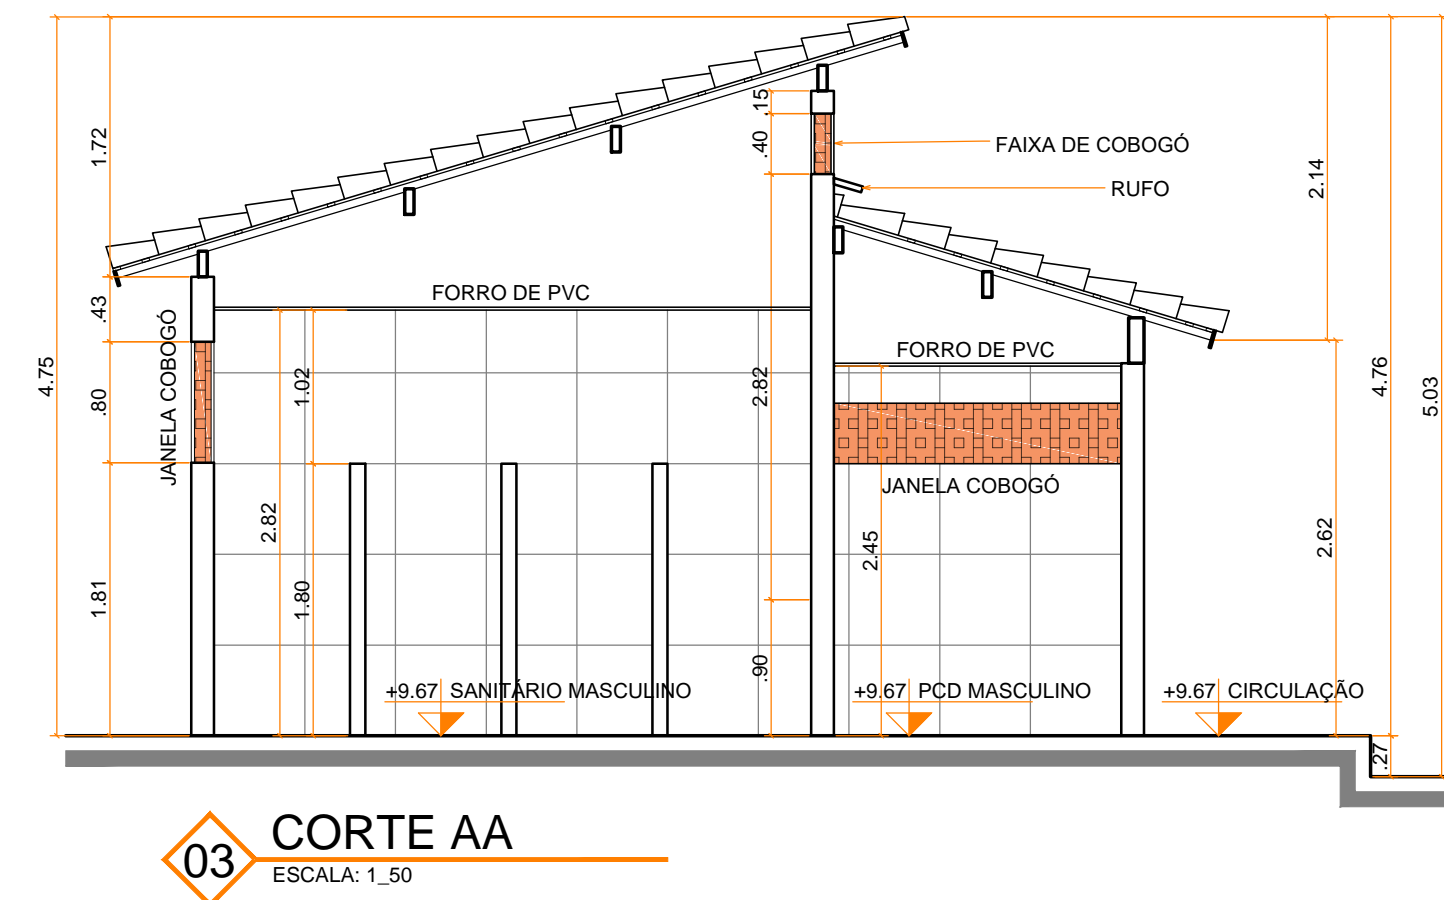 4.75
1.72
.43
.80
1.81
JANELA COBOGÓ
FORRO DE PVC
1.02
2.82
1.80
.15
.40
2.82
.90
FAIXA DE COBOGÓ
RUFO
FORRO DE PVC
JANELA COBOGÓ
2.45
2.14
2.62
4.76
5.03
.27
+9.67 SANITÁRIO MASCULINO
+9.67 PCD MASCULINO
+9.67 CIRCULAÇÃO
03
CORTE AA
ESCALA: 1_50